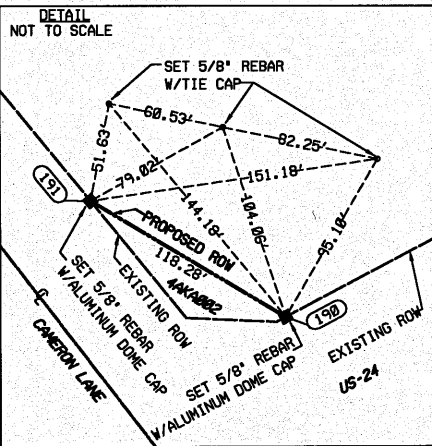 DETAIL
NOT TO SCALE
SET 5/8" REBAR
W/TIE CAP
60.53'
51.63'
82.25'
79.02'
151.18'
191
144.18'
104.06'
95.10'
PROPOSED ROW
118.28'
SET 5/8" REBAR
W/ALUMINUM DOME CAP
EXISTING ROW
4AKA002
190
CAMERON LANE
SET 5/8" REBAR
W/ALUMINUM DOME CAP
EXISTING ROW
US-24